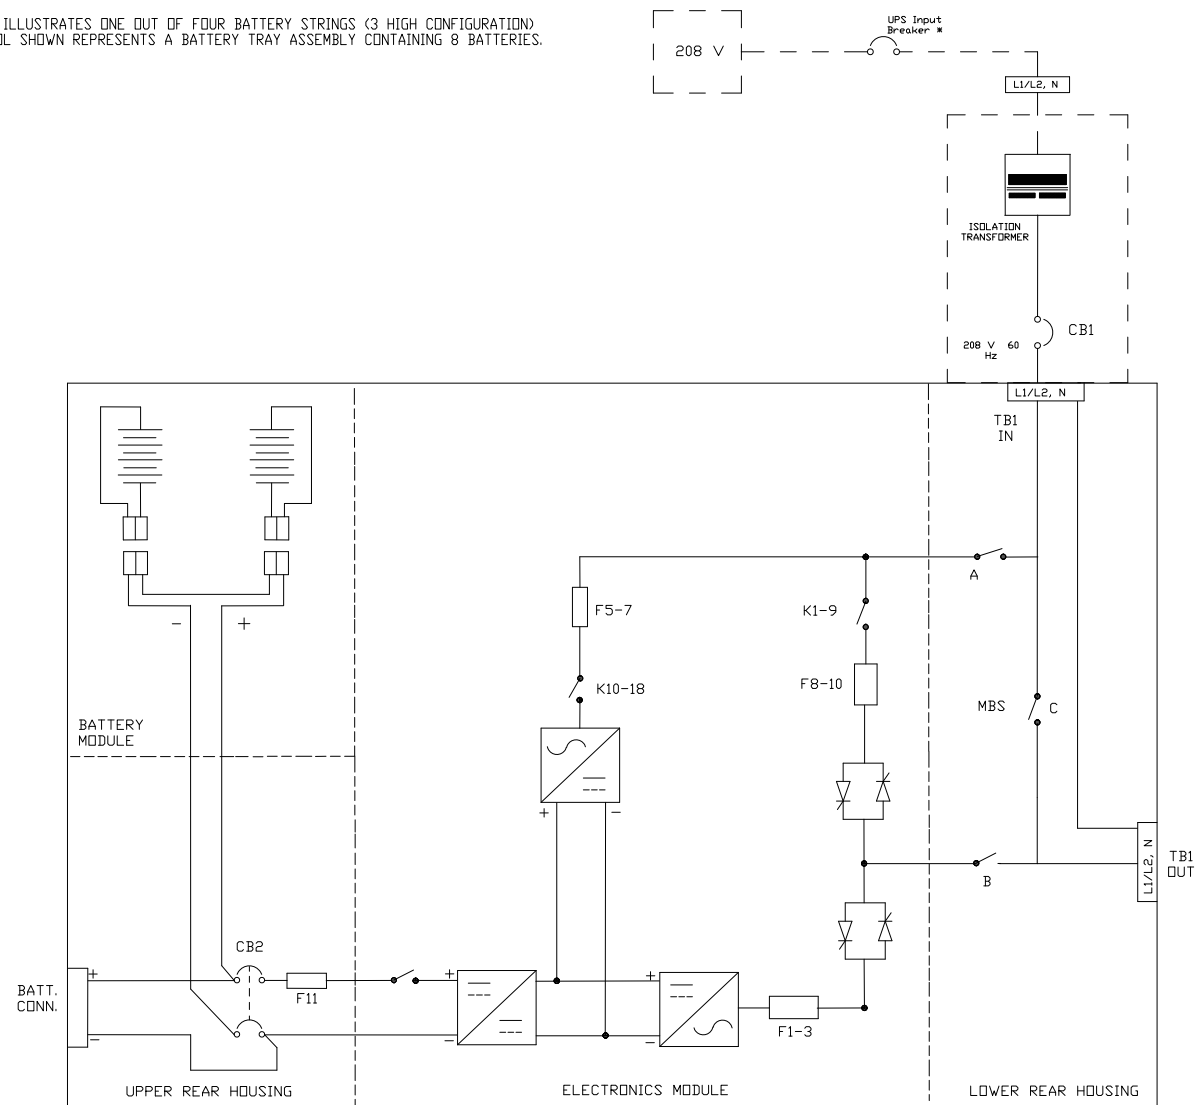 ILLUSTRATES ONE OUT OF FOUR BATTERY STRINGS (3 HIGH CONFIGURATION)
SHOWN REPRESENTS A BATTERY TRAY ASSEMBLY CONTAINING 8 BATTERIES.
208 V
UPS Input
Breaker *
L1/L2, N
ISOLATION
TRANSFORMER
CB1
208 V 60
Hz
L1/L2, N
TB1
IN
A
F5-7
K1-9
- +
K10-18
F8-10
MBS C
BATTERY
MODULE
+ -
L1/L2, N
TB1
OUT
B
CB2
+ + +
BATT.
CONN.
F11
F1-3
- - -
UPPER REAR HOUSING
ELECTRONICS MODULE
LOWER REAR HOUSING